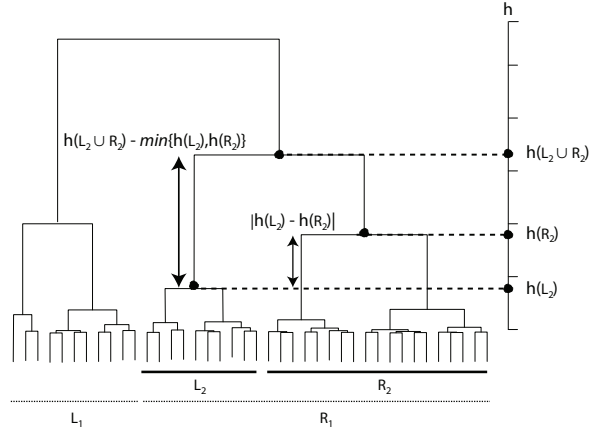 h
h(L₂ ∪ R₂) - min{h(L₂),h(R₂)}
h(L₂ ∪ R₂)
|h(L₂) - h(R₂)|
h(R₂)
h(L₂)
L₂ R₂
L₁ R₁